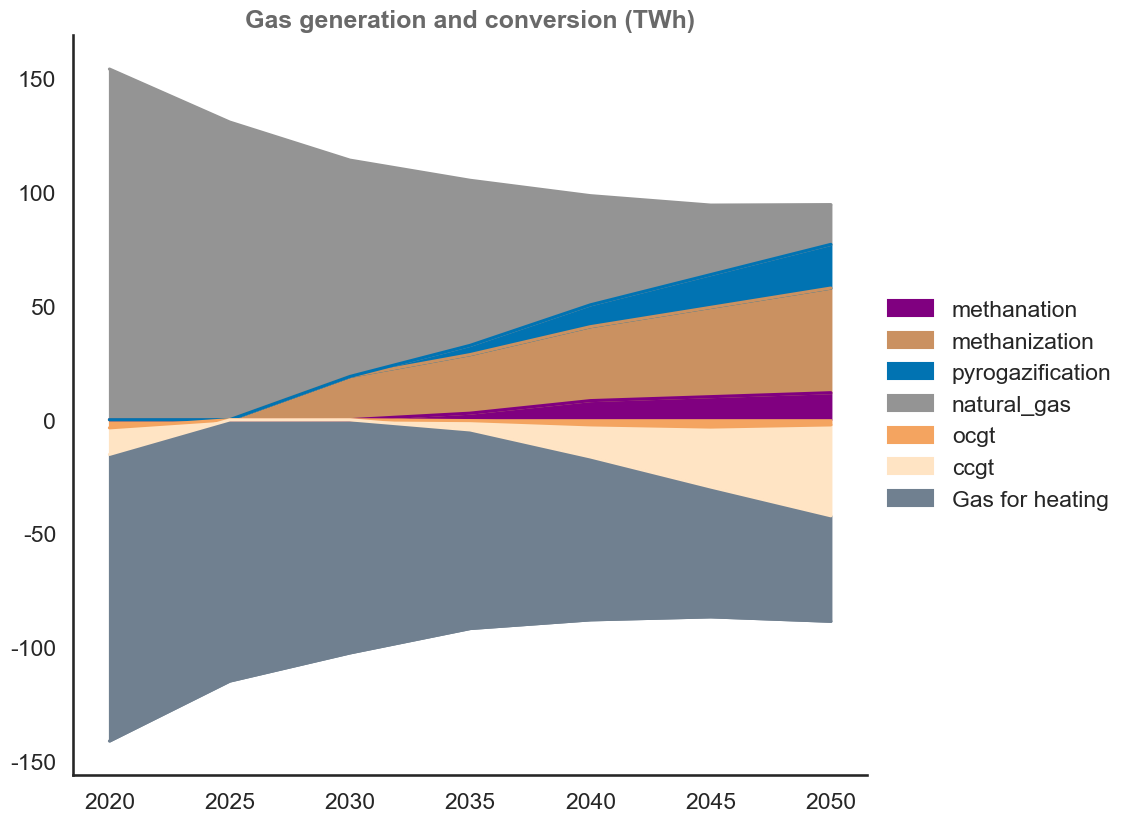 Gas generation and conversion (TWh)
150
100
50
0
-50
-100
-150
2020 2025 2030 2035 2040 2045 2050
methanation
methanization
pyrogazification
natural_gas
ocgt
ccgt
Gas for heating